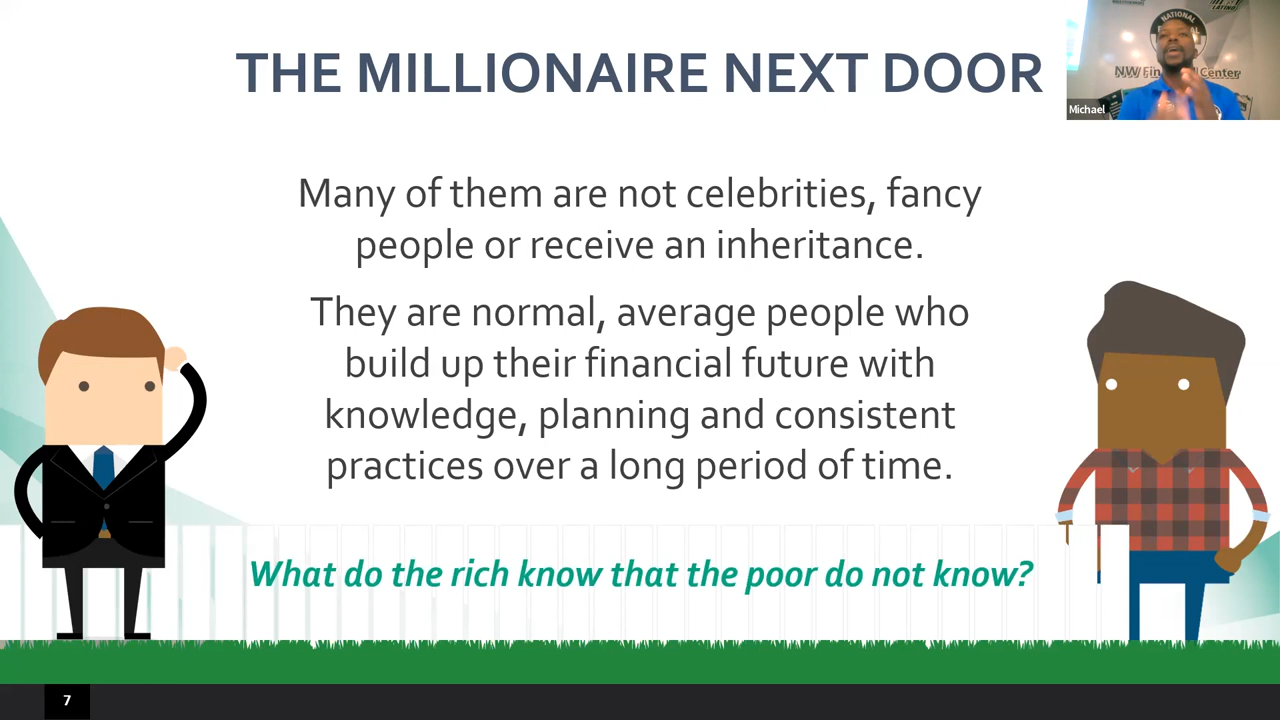 THE MILLIONAIRE NEXT DOOR
Many of them are not celebrities, fancy
people or receive an inheritance.
They are normal, average people who
build up their financial future with
knowledge, planning and consistent
practices over a long period of time.
What do the rich know that the poor do not know?
7
NATIONAL
NW Fin Center
Michael